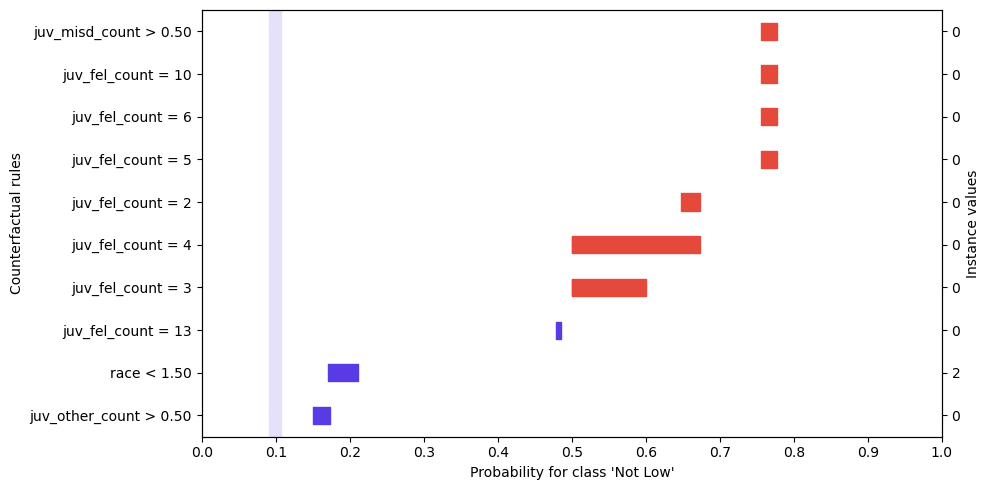 juv_misd_count > 0.50 0
juv_fel_count = 10 0
juv_fel_count = 6 0
juv_fel_count = 5 0
juv_fel_count = 2 0
juv_fel_count = 4 0
juv_fel_count = 3 0
juv_fel_count = 13 0
race < 1.50 2
juv_other_count > 0.50 0
Counterfactual rules
Instance values
0.0 0.1 0.2 0.3 0.4 0.5 0.6 0.7 0.8 0.9 1.0
Probability for class 'Not Low'